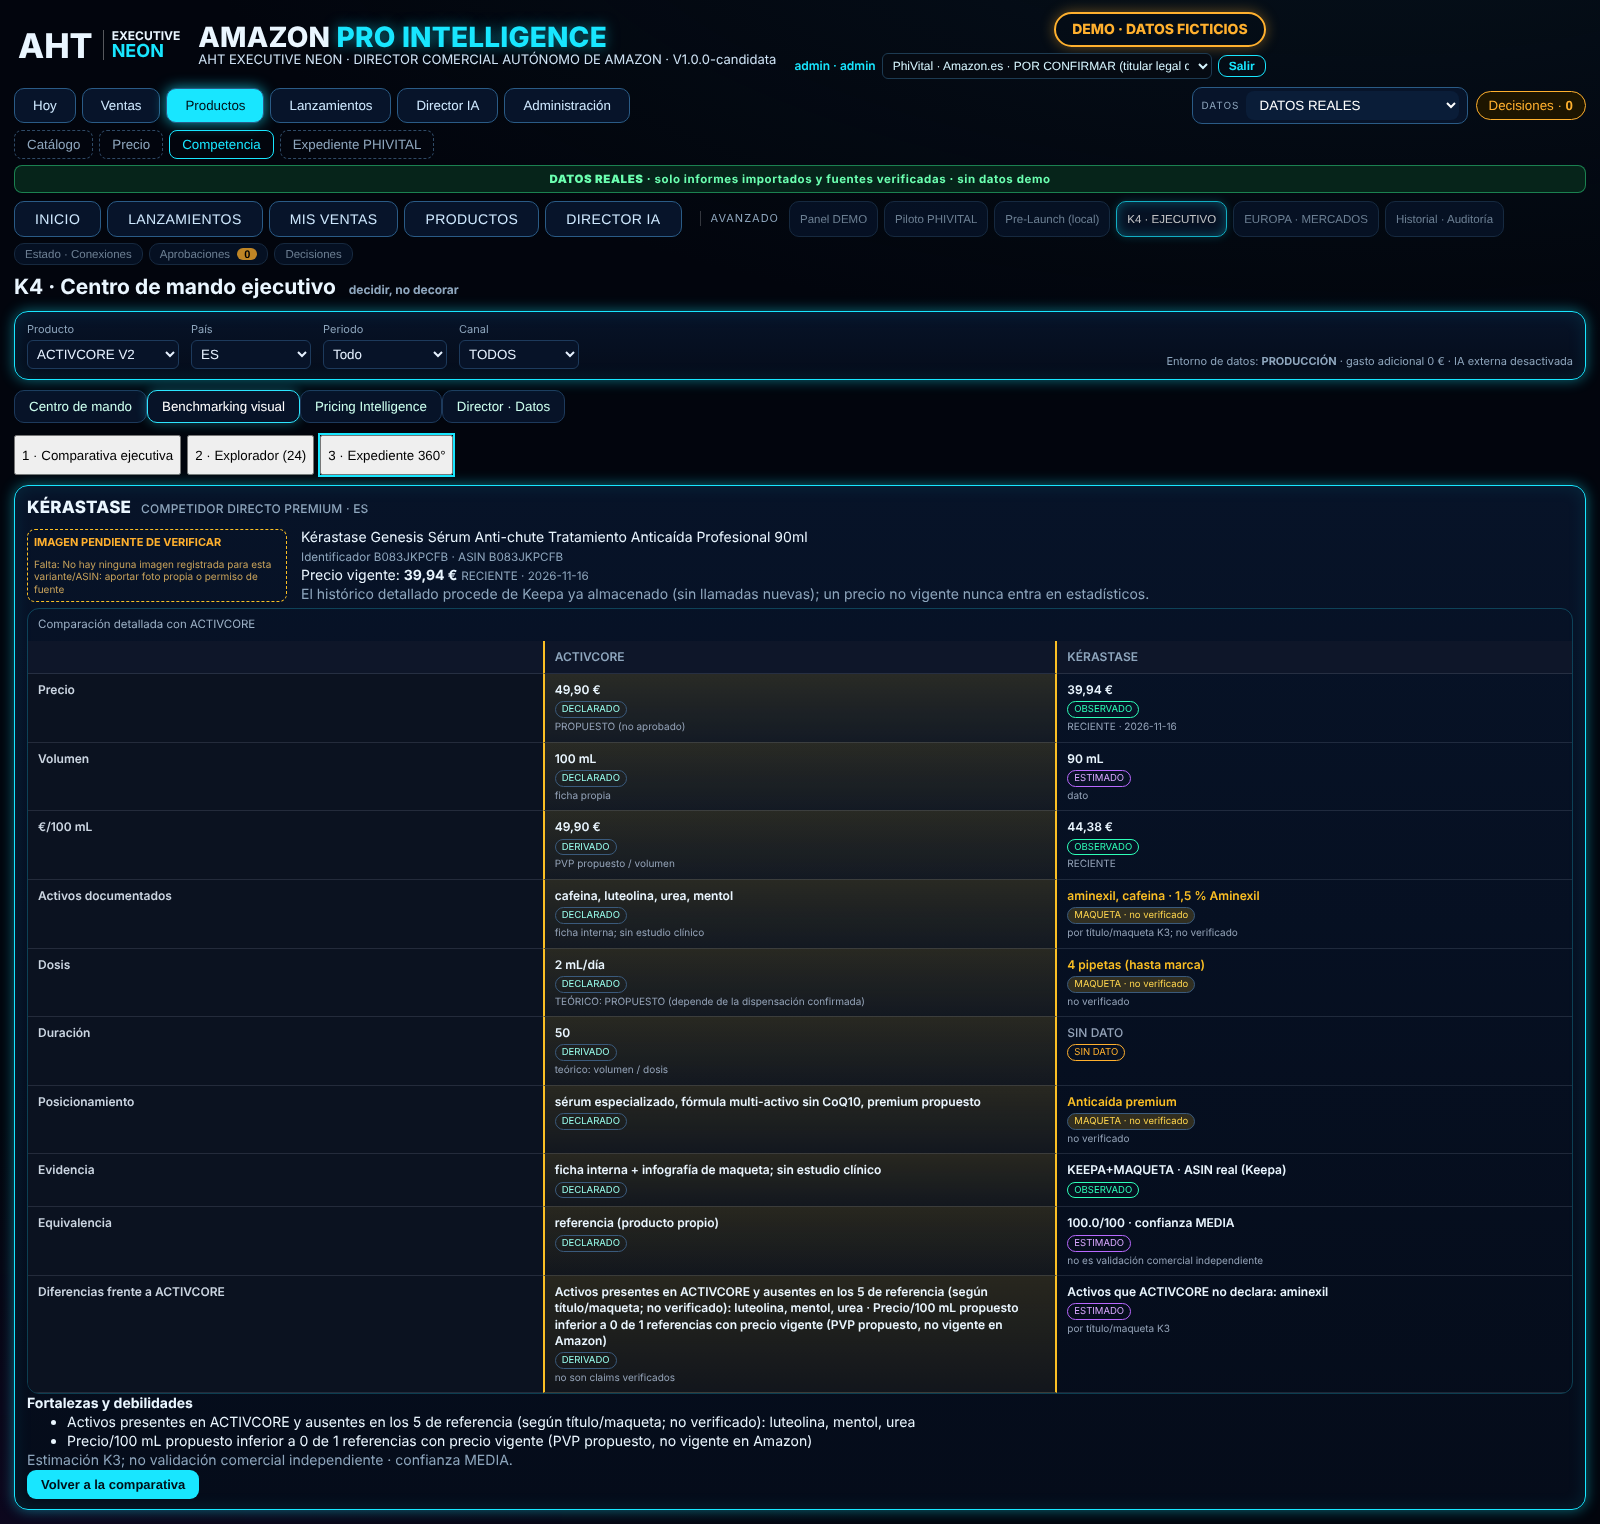 AHT EXECUTIVE NEON
AMAZON PRO INTELLIGENCE
AHT EXECUTIVE NEON · DIRECTOR COMERCIAL AUTÓNOMO DE AMAZON · V1.0.0-candidata
DEMO · DATOS FICTICIOS
admin · admin
PhiVital · Amazon.es · POR CONFIRMAR (titular legal c
Salir
Hoy
Ventas
Productos
Lanzamientos
Director IA
Administración
DATOS DATOS REALES
Decisiones · 0
Catálogo
Precio
Competencia
Expediente PHIVITAL
DATOS REALES · solo informes importados y fuentes verificadas · sin datos demo
INICIO
LANZAMIENTOS
MIS VENTAS
PRODUCTOS
DIRECTOR IA
AVANZADO
Panel DEMO
Piloto PHIVITAL
Pre-Launch (local)
K4 · EJECUTIVO
EUROPA · MERCADOS
Historial · Auditoría
Estado · Conexiones
Aprobaciones 0
Decisiones
K4 · Centro de mando ejecutivo decidir, no decorar
Producto
País
Periodo
Canal
ACTIVCORE V2
ES
Todo
TODOS
Entorno de datos: PRODUCCIÓN · gasto adicional 0 € · IA externa desactivada
Centro de mando
Benchmarking visual
Pricing Intelligence
Director · Datos
1 · Comparativa ejecutiva
2 · Explorador (24)
3 · Expediente 360°
KÉRASTASE COMPETIDOR DIRECTO PREMIUM · ES
IMAGEN PENDIENTE DE VERIFICAR
Falta: No hay ninguna imagen registrada para esta
variante/ASIN: aportar foto propia o permiso de
fuente
Kérastase Genesis Sérum Anti-chute Tratamiento Anticaída Profesional 90ml
Identificador B083JKPCFB · ASIN B083JKPCFB
Precio vigente: 39,94 € RECIENTE · 2026-11-16
El histórico detallado procede de Keepa ya almacenado (sin llamadas nuevas); un precio no vigente nunca entra en estadísticos.
Comparación detallada con ACTIVCORE
ACTIVCORE
KÉRASTASE
Precio
49,90 €
DECLARADO
PROPUESTO (no aprobado)
39,94 €
OBSERVADO
RECIENTE · 2026-11-16
Volumen
100 mL
DECLARADO
ficha propia
90 mL
ESTIMADO
dato
€/100 mL
49,90 €
DERIVADO
PVP propuesto / volumen
44,38 €
OBSERVADO
RECIENTE
Activos documentados
cafeina, luteolina, urea, mentol
DECLARADO
ficha interna; sin estudio clínico
aminexil, cafeina · 1,5 % Aminexil
MAQUETA · no verificado
por título/maqueta K3; no verificado
Dosis
2 mL/día
DECLARADO
TEÓRICO: PROPUESTO (depende de la dispensación confirmada)
4 pipetas (hasta marca)
MAQUETA · no verificado
no verificado
Duración
50
DERIVADO
teórico: volumen / dosis
SIN DATO
SIN DATO
Posicionamiento
sérum especializado, fórmula multi-activo sin CoQ10, premium propuesto
DECLARADO
Anticaída premium
MAQUETA · no verificado
no verificado
Evidencia
ficha interna + infografía de maqueta; sin estudio clínico
DECLARADO
KEEPA+MAQUETA · ASIN real (Keepa)
OBSERVADO
Equivalencia
referencia (producto propio)
DECLARADO
100.0/100 · confianza MEDIA
ESTIMADO
no es validación comercial independiente
Diferencias frente a ACTIVCORE
Activos presentes en ACTIVCORE y ausentes en los 5 de referencia (según
título/maqueta; no verificado): luteolina, mentol, urea · Precio/100 mL propuesto
inferior a 0 de 1 referencias con precio vigente (PVP propuesto, no vigente en
Amazon)
DERIVADO
no son claims verificados
Activos que ACTIVCORE no declara: aminexil
ESTIMADO
por título/maqueta K3
Fortalezas y debilidades
• Activos presentes en ACTIVCORE y ausentes en los 5 de referencia (según título/maqueta; no verificado): luteolina, mentol, urea
• Precio/100 mL propuesto inferior a 0 de 1 referencias con precio vigente (PVP propuesto, no vigente en Amazon)
Estimación K3; no validación comercial independiente · confianza MEDIA.
Volver a la comparativa